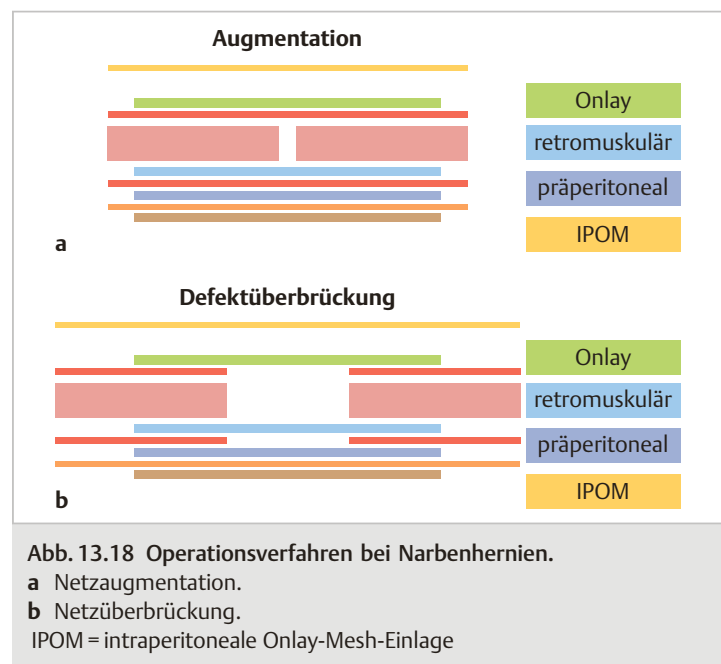 Augmentation
Onlay
retromuskulär
präperitoneal
IPOM
a
Defektüberbrückung
Onlay
retromuskulär
präperitoneal
IPOM
b
Abb. 13.18 Operationsverfahren bei Narbenhernien.
a Netzaugmentation.
b Netzüberbrückung.
IPOM = intraperitoneale Onlay-Mesh-Einlage